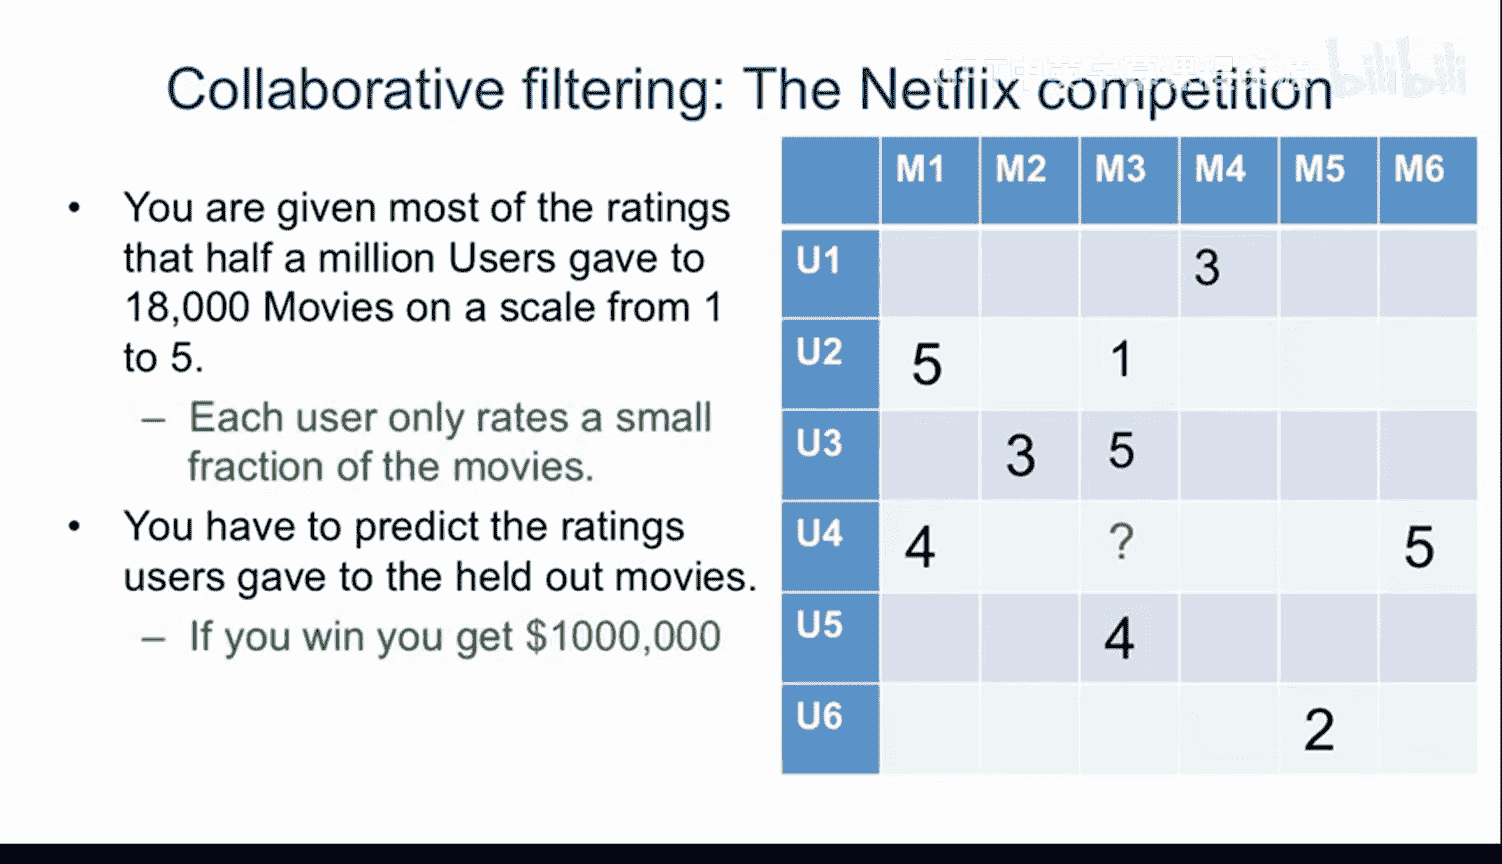 Collaborative filtering: The Netflix competition
bilibili
• You are given most of the ratings
that half a million Users gave to
18,000 Movies on a scale from 1
to 5.
– Each user only rates a small
fraction of the movies.
• You have to predict the ratings
users gave to the held out movies.
– If you win you get $1000,000
M1 M2 M3 M4 M5 M6
U1 3
U2 5 1
U3 3 5
U4 4 ? 5
U5 4
U6 2